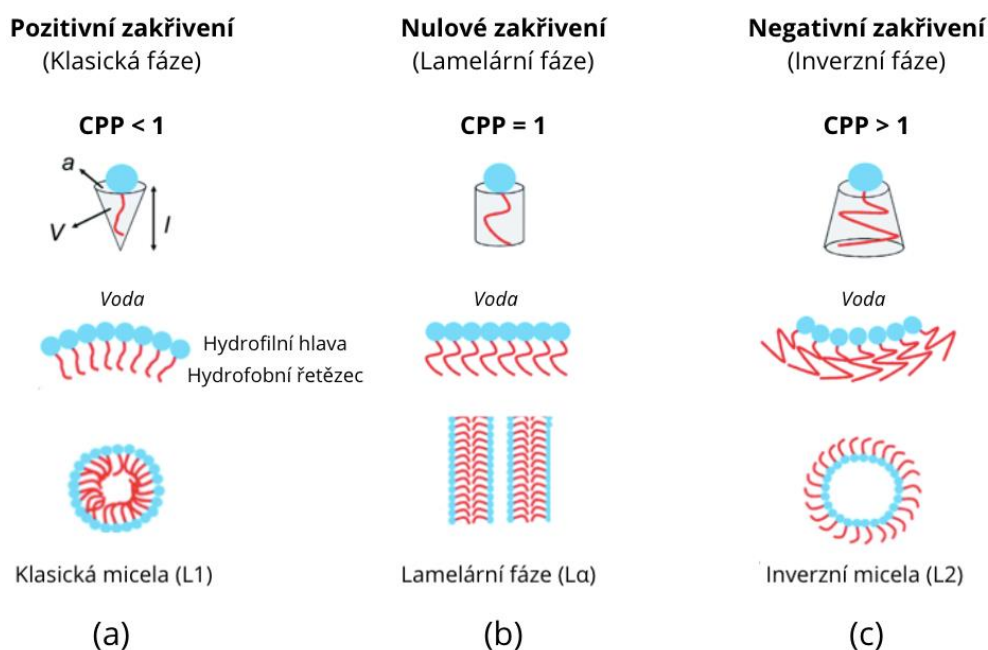 Pozitivní zakřivení
(Klasická fáze)
CPP < 1
a
V
l
Voda
Hydrofilní hlava
Hydrofobní řetězec
Klasická micela (L1)
(a)
Nulové zakřivení
(Lamelární fáze)
CPP = 1
Voda
Lamelární fáze (Lα)
(b)
Negativní zakřivení
(Inverzní fáze)
CPP > 1
Voda
Inverzní micela (L2)
(c)